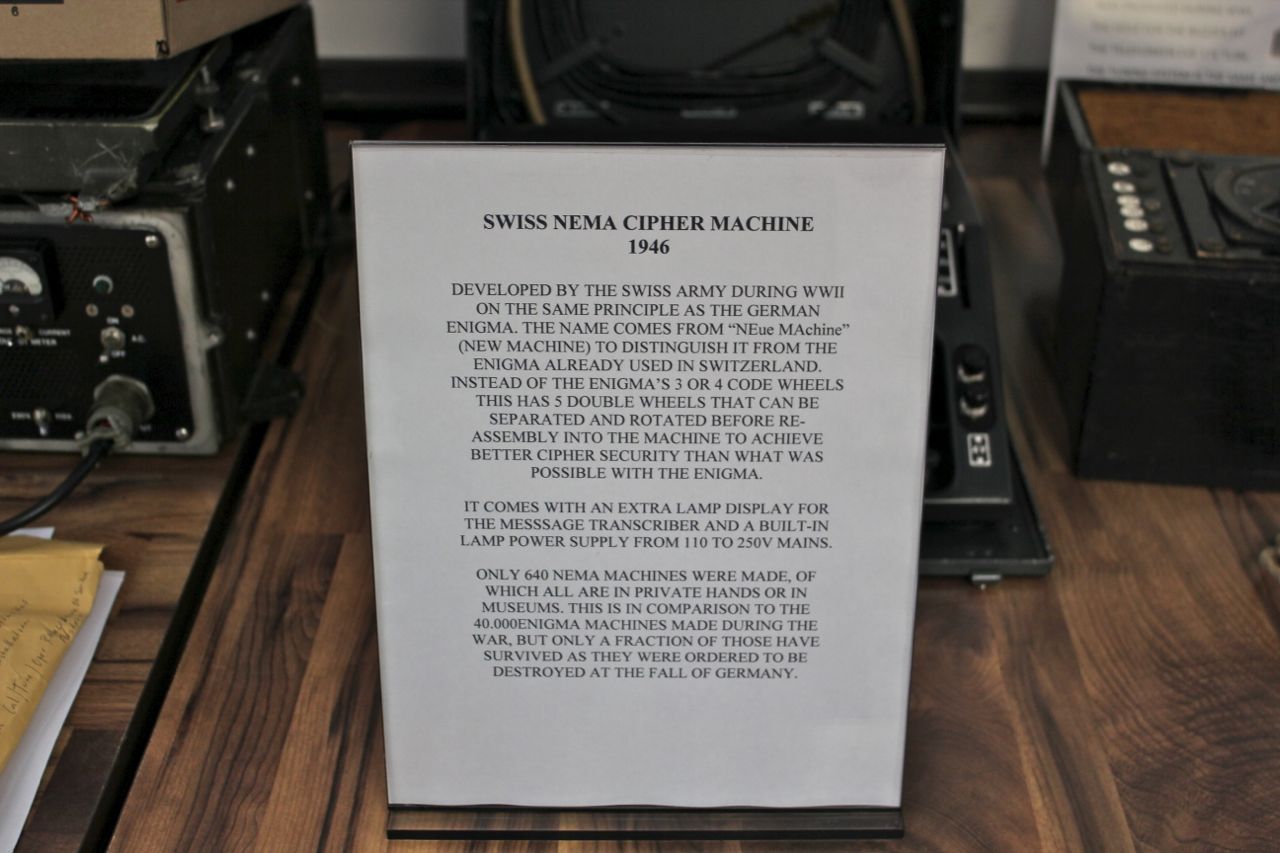 6
SWISS NEMA CIPHER MACHINE
1946
DEVELOPED BY THE SWISS ARMY DURING WWII
ON THE SAME PRINCIPLE AS THE GERMAN
ENIGMA. THE NAME COMES FROM “NEue MAchine”
(NEW MACHINE) TO DISTINGUISH IT FROM THE
ENIGMA ALREADY USED IN SWITZERLAND.
INSTEAD OF THE ENIGMA’S 3 OR 4 CODE WHEELS
THIS HAS 5 DOUBLE WHEELS THAT CAN BE
SEPARATED AND ROTATED BEFORE RE-
ASSEMBLY INTO THE MACHINE TO ACHIEVE
BETTER CIPHER SECURITY THAN WHAT WAS
POSSIBLE WITH THE ENIGMA.
IT COMES WITH AN EXTRA LAMP DISPLAY FOR
THE MESSSAGE TRANSCRIBER AND A BUILT-IN
LAMP POWER SUPPLY FROM 110 TO 250V MAINS.
ONLY 640 NEMA MACHINES WERE MADE, OF
WHICH ALL ARE IN PRIVATE HANDS OR IN
MUSEUMS. THIS IS IN COMPARISON TO THE
40.000ENIGMA MACHINES MADE DURING THE
WAR, BUT ONLY A FRACTION OF THOSE HAVE
SURVIVED AS THEY WERE ORDERED TO BE
DESTROYED AT THE FALL OF GERMANY.